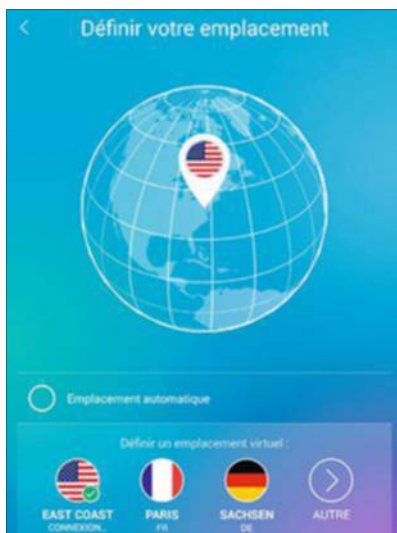 Définir votre emplacement
Emplacement automatique
Définir un emplacement virtuel :
EAST COAST PARIS SACHSEN AUTRE
CONNEXION... FR DE